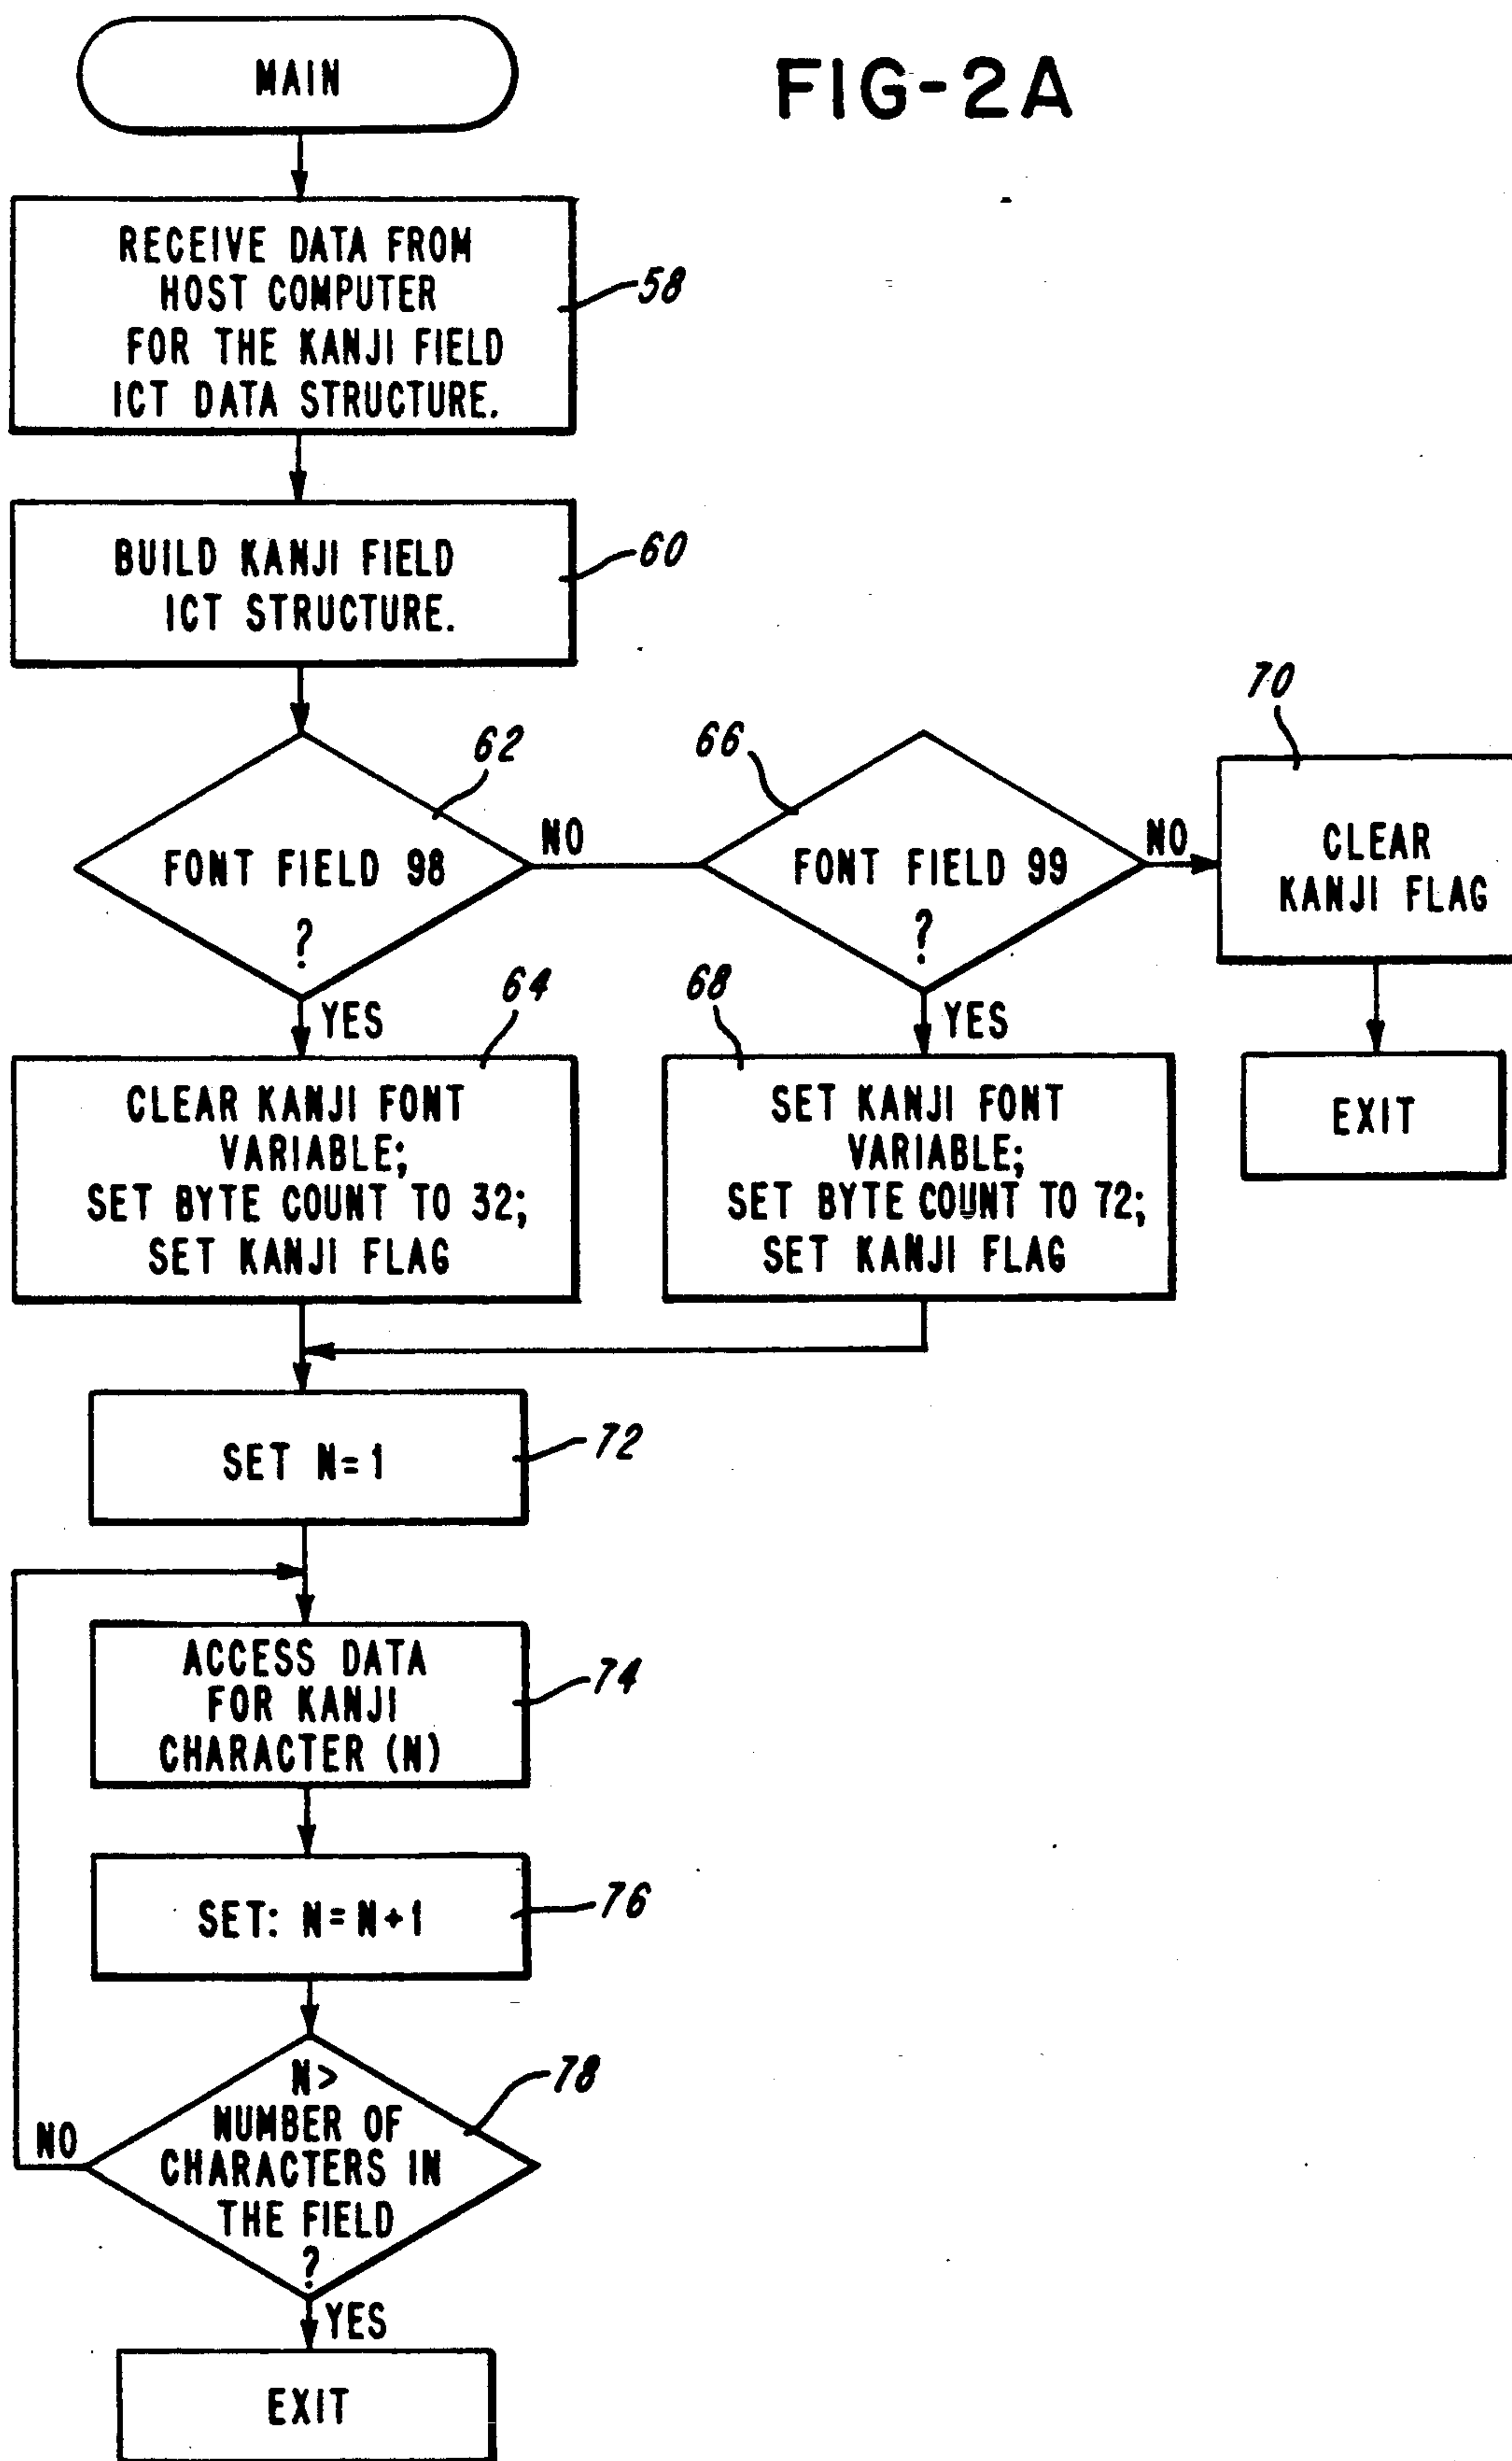 MAIN
FIG-2A
RECEIVE DATA FROM
HOST COMPUTER
FOR THE KANJI FIELD
ICT DATA STRUCTURE.
58
BUILD KANJI FIELD
ICT STRUCTURE.
60
62
FONT FIELD 98
?
NO
YES
66
FONT FIELD 99
?
NO
YES
70
CLEAR
KANJI FLAG
EXIT
64
CLEAR KANJI FONT
VARIABLE;
SET BYTE COUNT TO 32;
SET KANJI FLAG
68
SET KANJI FONT
VARIABLE;
SET BYTE COUNT TO 72;
SET KANJI FLAG
SET N=1
72
ACCESS DATA
FOR KANJI
CHARACTER (N)
74
SET: N=N+1
76
N>
NUMBER OF
CHARACTERS IN
THE FIELD
?
78
NO
YES
EXIT